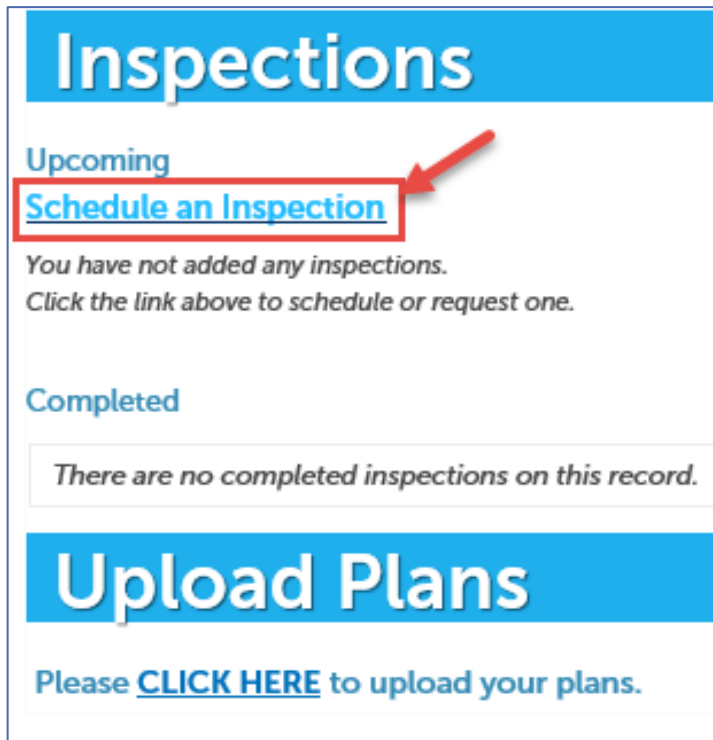 Inspections
Upcoming
Schedule an Inspection
You have not added any inspections.
Click the link above to schedule or request one.
Completed
There are no completed inspections on this record.
Upload Plans
Please CLICK HERE to upload your plans.